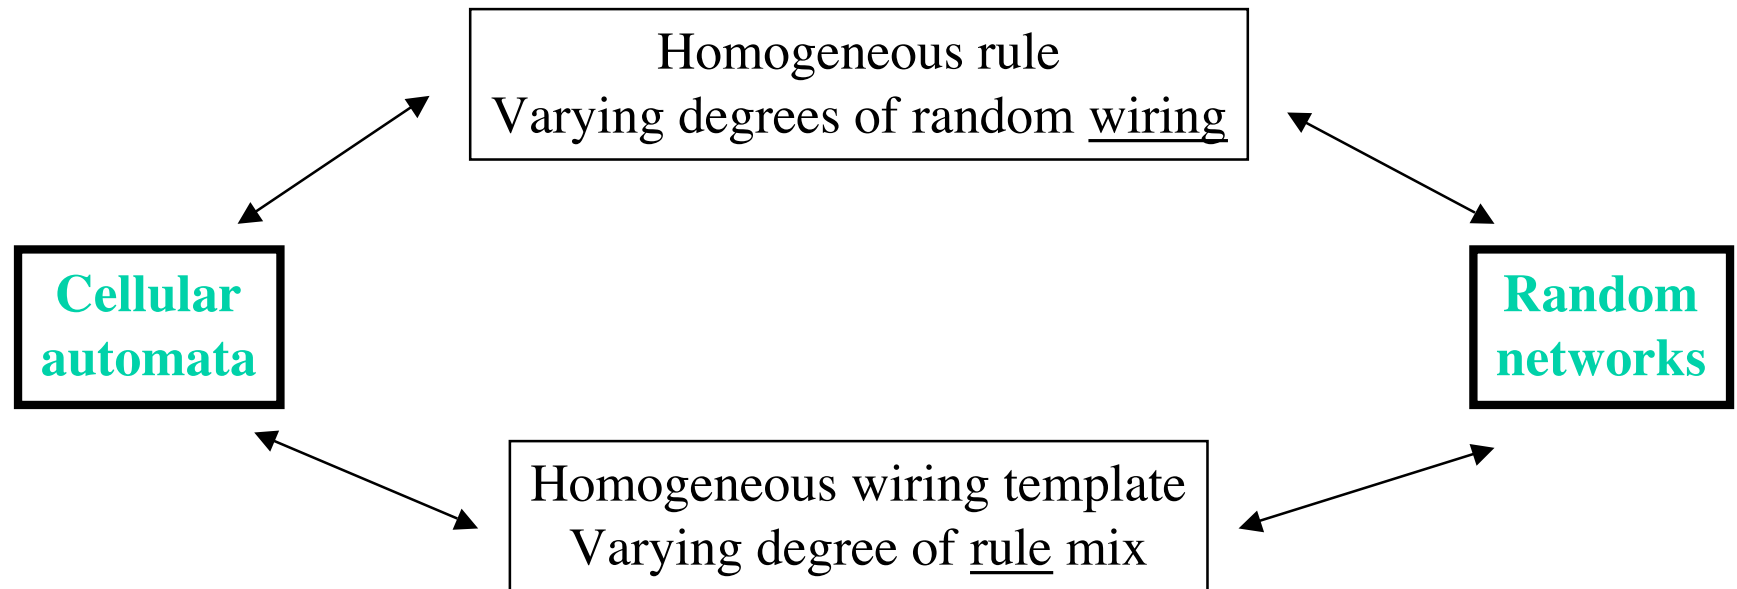 Homogeneous rule
Varying degrees of random wiring
Cellular
automata
Random
networks
Homogeneous wiring template
Varying degree of rule mix